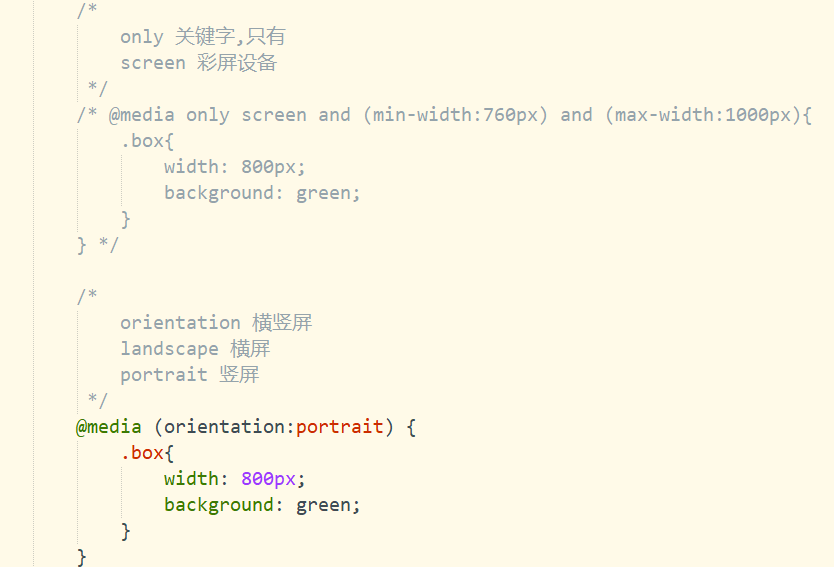 /*
only 关键字,只有
screen 彩屏设备
*/
/* @media only screen and (min-width:760px) and (max-width:1000px){
.box{
width: 800px;
background: green;
}
} */
/*
orientation 横竖屏
landscape 横屏
portrait 竖屏
*/
@media (orientation:portrait) {
.box{
width: 800px;
background: green;
}
}